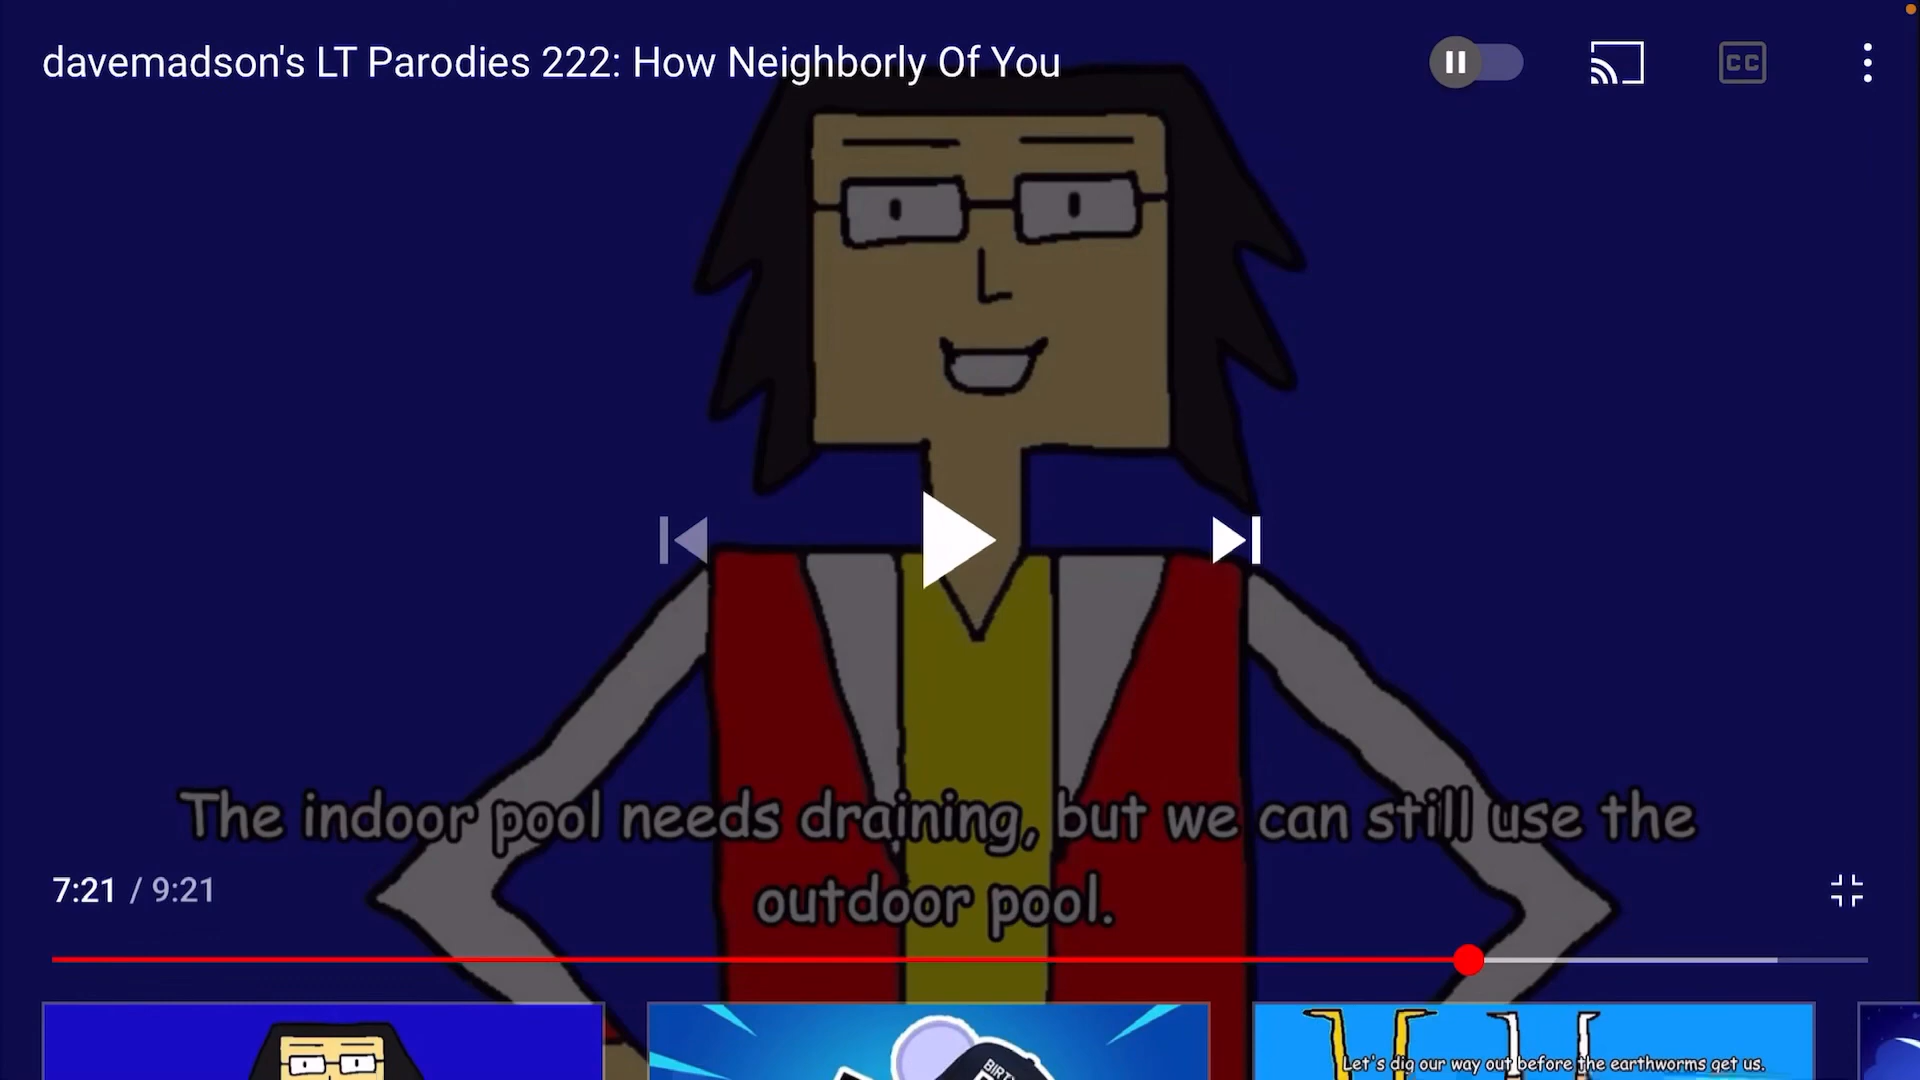 davemadson's LT Parodies 222: How Neighborly Of You
CC
The indoor pool needs draining, but we can still use the
outdoor pool.
7:21 / 9:21
Let's dig our way out before the earthworms get us.